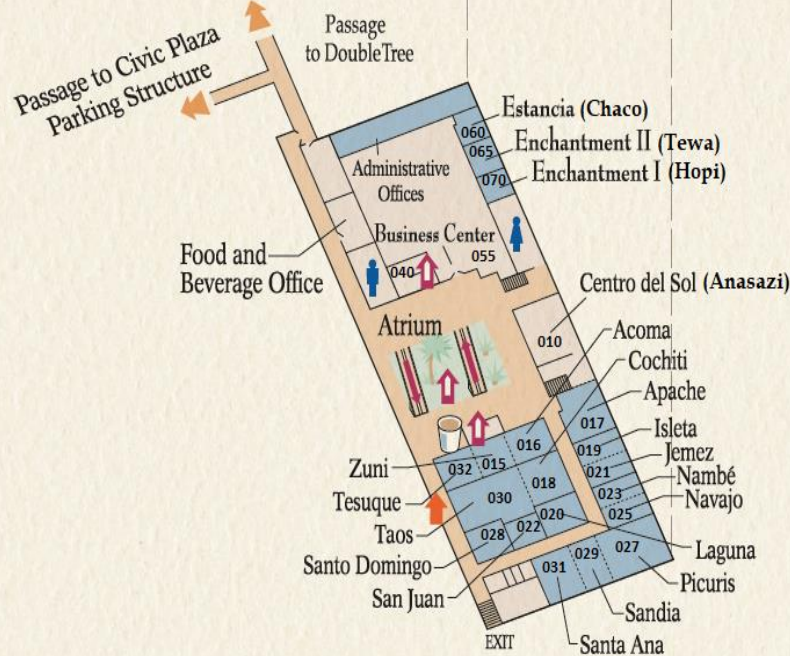 Passage
to DoubleTree
Passage to Civic Plaza
Parking Structure
Estancia (Chaco)
060
Enchantment II (Tewa)
065
Enchantment I (Hopi)
070
Administrative
Offices
Business Center
055
040
Food and
Beverage Office
Centro del Sol (Anasazi)
010
Atrium
Acoma
Cochiti
Apache
017
016
Isleta
019
Jemez
021
Nambé
023
Navajo
025
Zuni
032
015
018
Tesuque
030
020
Taos
022
028
Santo Domingo
027
029
031
Laguna
San Juan
Picuris
Sandia
EXIT
Santa Ana